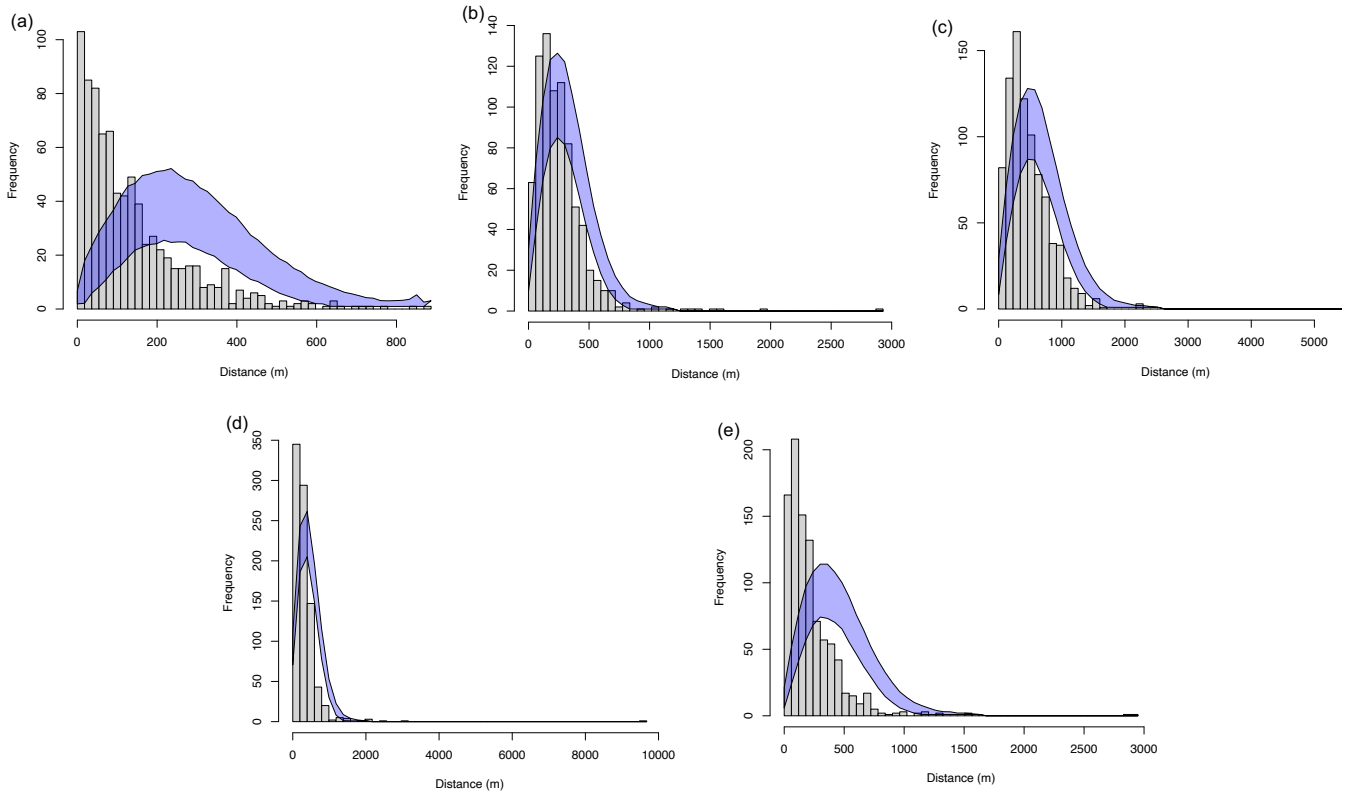 (a)
Frequency
0 20 40 60 80 100
0 200 400 600 800
Distance (m)
(b)
Frequency
0 20 40 60 80 100 120 140
0 500 1000 1500 2000 2500 3000
Distance (m)
(c)
Frequency
0 50 100 150
0 1000 2000 3000 4000 5000
Distance (m)
(d)
Frequency
0 50 100 150 200 250 300 350
0 2000 4000 6000 8000 10000
Distance (m)
(e)
Frequency
0 50 100 150 200
0 500 1000 1500 2000 2500 3000
Distance (m)